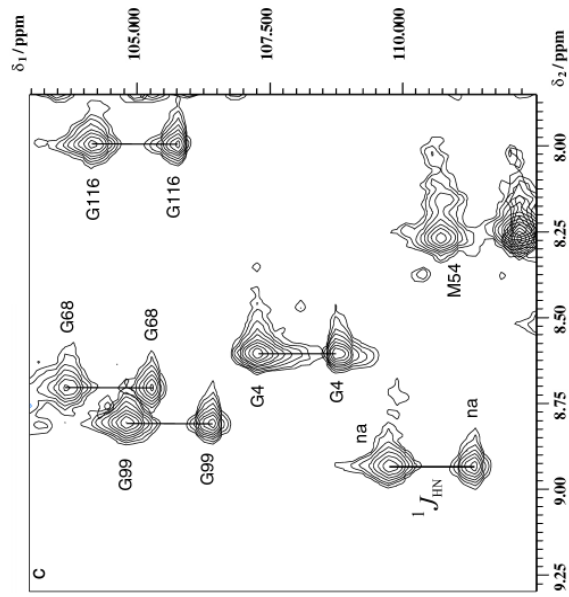 δ1/ppm
105.000
107.500
110.000
δ2/ppm
8.00
8.25
8.50
8.75
9.00
9.25
G116
G116
M54
G68
G68
G4
G4
G99
G99
na
na
1JHN
C